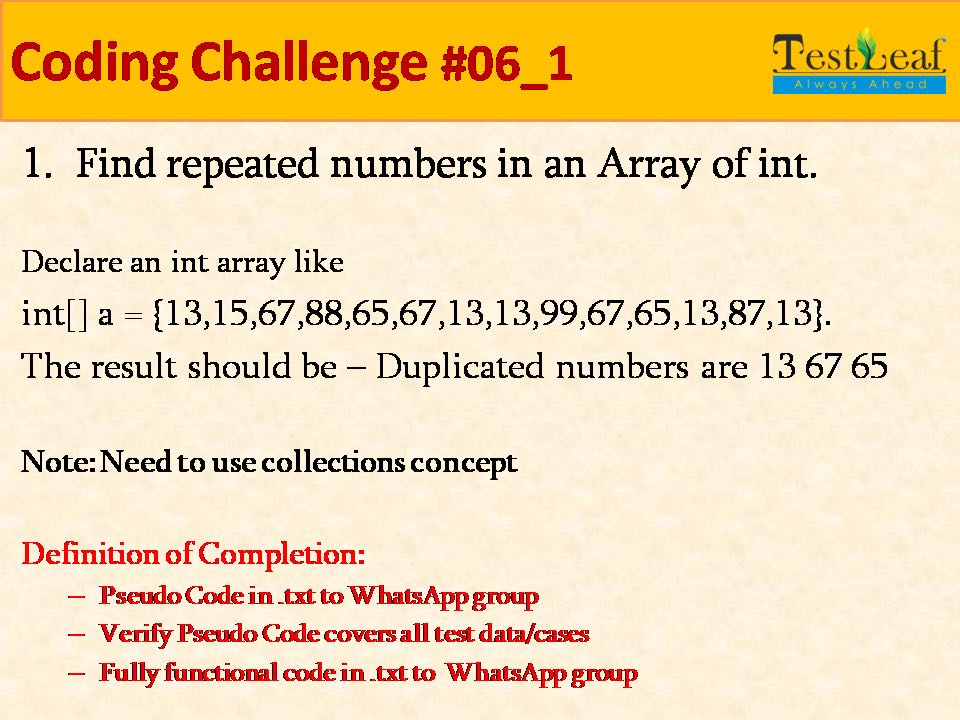 Coding Challenge #06_1
TestLeaf
Always Ahead
1. Find repeated numbers in an Array of int.
Declare an int array like
int[] a = {13,15,67,88,65,67,13,13,99,67,65,13,87,13}.
The result should be – Duplicated numbers are 13 67 65
Note: Need to use collections concept
Definition of Completion:
– Pseudo Code in .txt to WhatsApp group
– Verify Pseudo Code covers all test data/cases
– Fully functional code in .txt to WhatsApp group